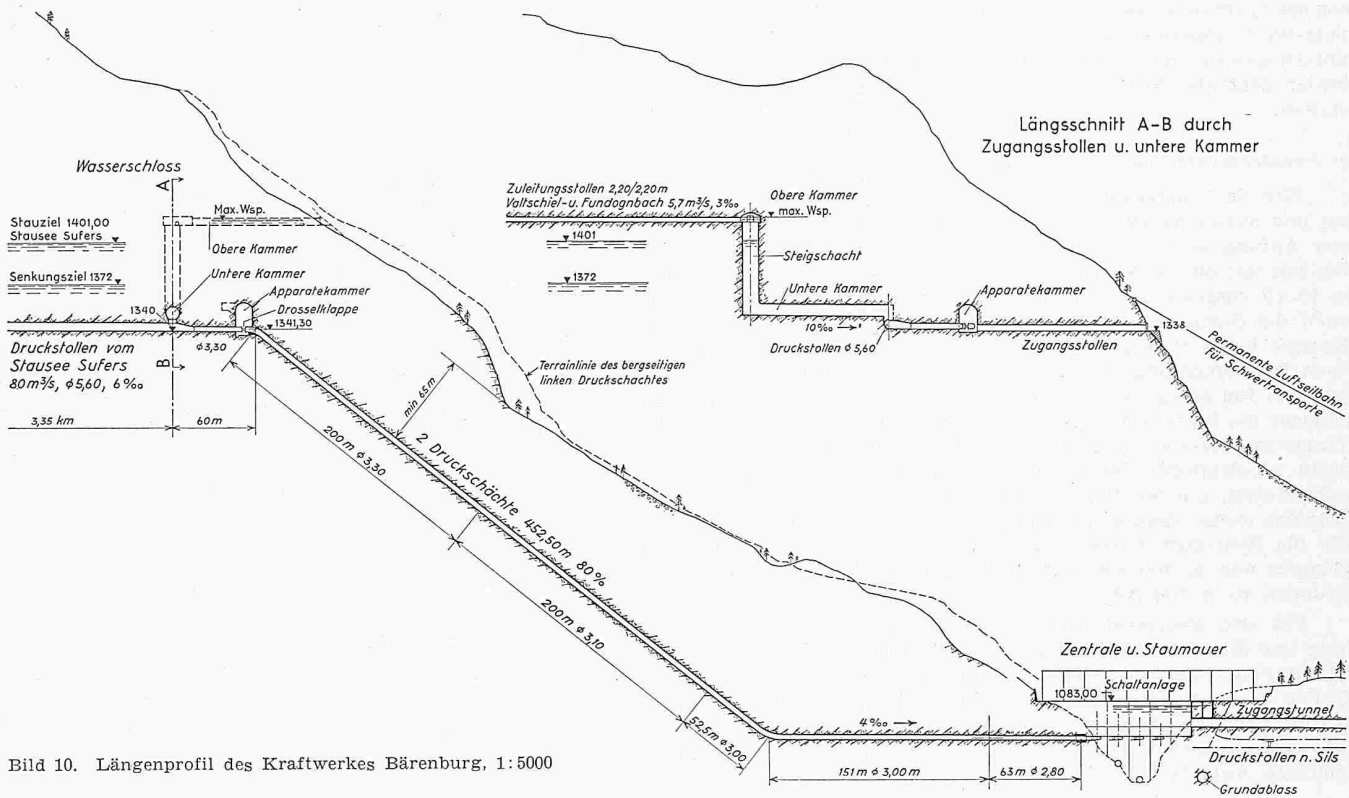 Längsschnitt A-B durch
Zugangsstollen u. untere Kammer
Wasserschloss
A
Stauziel 1401,00
Stausee Sufers
Max. Wsp.
Obere Kammer
Senkungsziel 1372
Untere Kammer
Apparatekammer
Drosselklappe
1340
1341,30
ϕ3,30
Druckstollen vom
Stausee Sufers
80 m³/s, ϕ5,60, 6‰
B
3,35 km
60 m
Zuleitungsstollen 2,20/2,20m
Valtschiel- u. Fundognbach 5,7 m³/s, 3‰
Obere Kammer
max. Wsp.
1401
Steigschacht
1372
Untere Kammer
Apparatekammer
10‰
Druckstollen ϕ 5,60
Zugangsstollen
1338
Permanente Luftseilbahn
für Schwertransporte
Terrainlinie des bergseitigen
linken Druckschachtes
min 65 m
200 m ϕ 3,30
2 Druckschächte 452,50 m 80%
200 m ϕ 3,10
52,5 m ϕ 3,00
4‰
151 m ϕ 3,00 m
63 m ϕ 2,80
Zentrale u. Staumauer
Schaltanlage
1083,00
Zugangstunnel
Druckstollen n. Sils
Grundablass
Bild 10. Längenprofil des Kraftwerkes Bärenburg, 1:5000